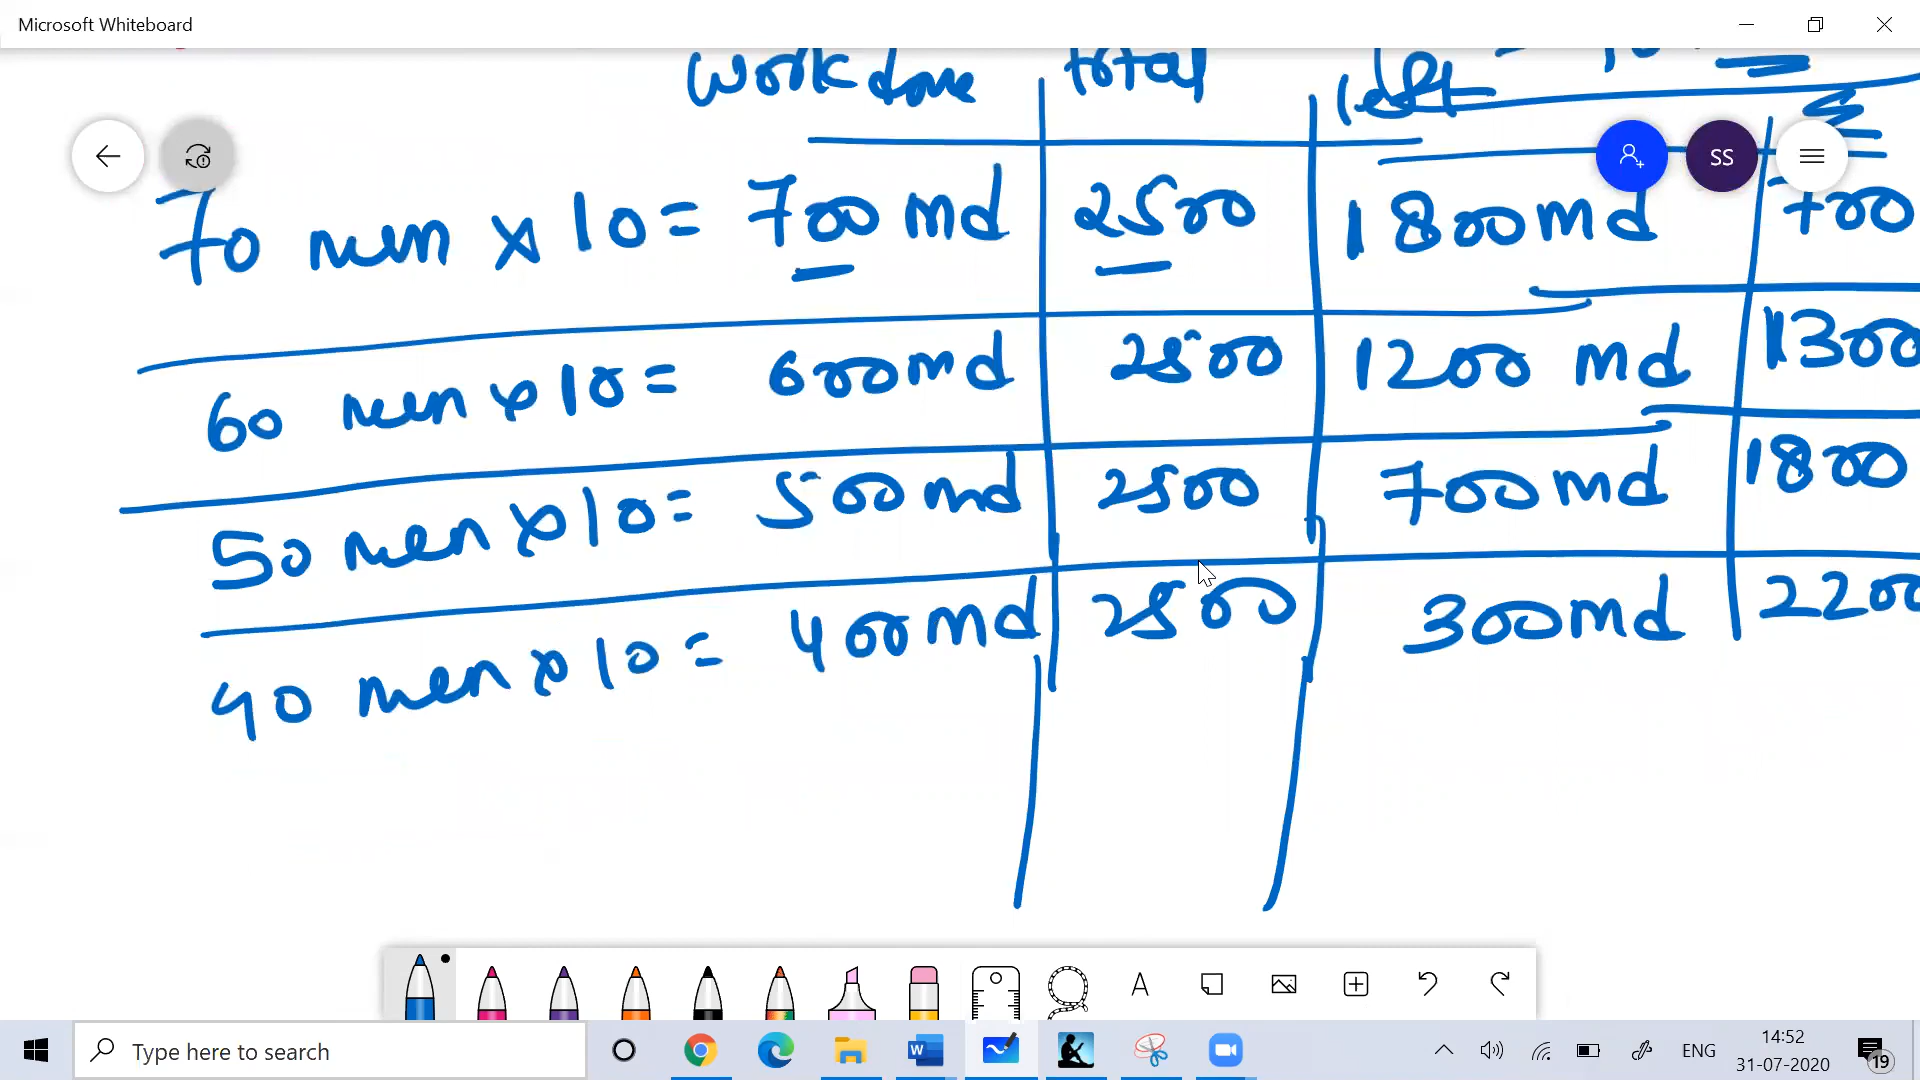 Microsoft Whiteboard
Work done total left
SS
70 men x 10 = 700 md 2500 1800 md 700
60 men x 10 = 600 md 2500 1200 md 1300
50 men x 10 = 500 md 2500 700 md 1800
40 men x 10 = 400 md 2500 300 md 2200
A
Type here to search
W
ENG
14:52
31-07-2020
19